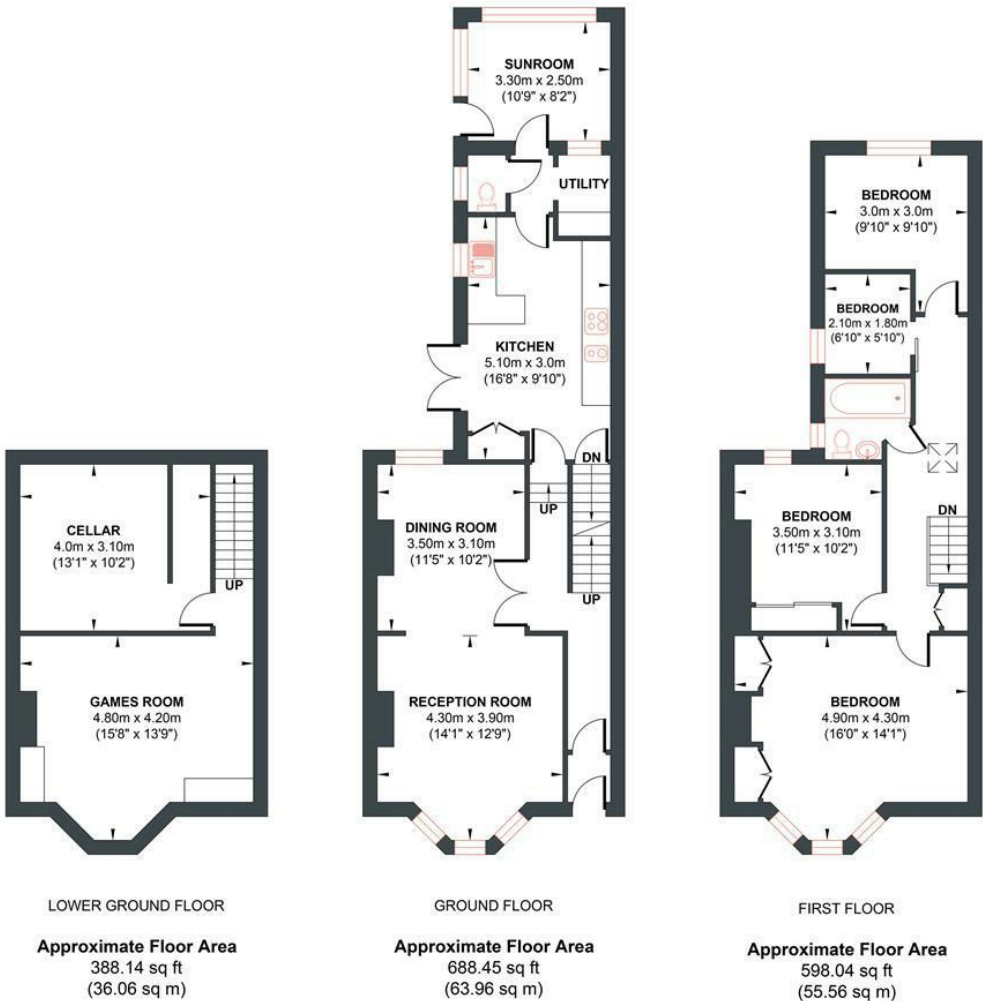 SUNROOM
3.30m x 2.50m
(10'9" x 8'2")
UTILITY
KITCHEN
5.10m x 3.0m
(16'8" x 9'10")
DN
UP
DINING ROOM
3.50m x 3.10m
(11'5" x 10'2")
UP
RECEPTION ROOM
4.30m x 3.90m
(14'1" x 12'9")
BEDROOM
3.0m x 3.0m
(9'10" x 9'10")
BEDROOM
2.10m x 1.80m
(6'10" x 5'10")
BEDROOM
3.50m x 3.10m
(11'5" x 10'2")
DN
BEDROOM
4.90m x 4.30m
(16'0" x 14'1")
CELLAR
4.0m x 3.10m
(13'1" x 10'2")
UP
GAMES ROOM
4.80m x 4.20m
(15'8" x 13'9")
LOWER GROUND FLOOR
Approximate Floor Area
388.14 sq ft
(36.06 sq m)
GROUND FLOOR
Approximate Floor Area
688.45 sq ft
(63.96 sq m)
FIRST FLOOR
Approximate Floor Area
598.04 sq ft
(55.56 sq m)